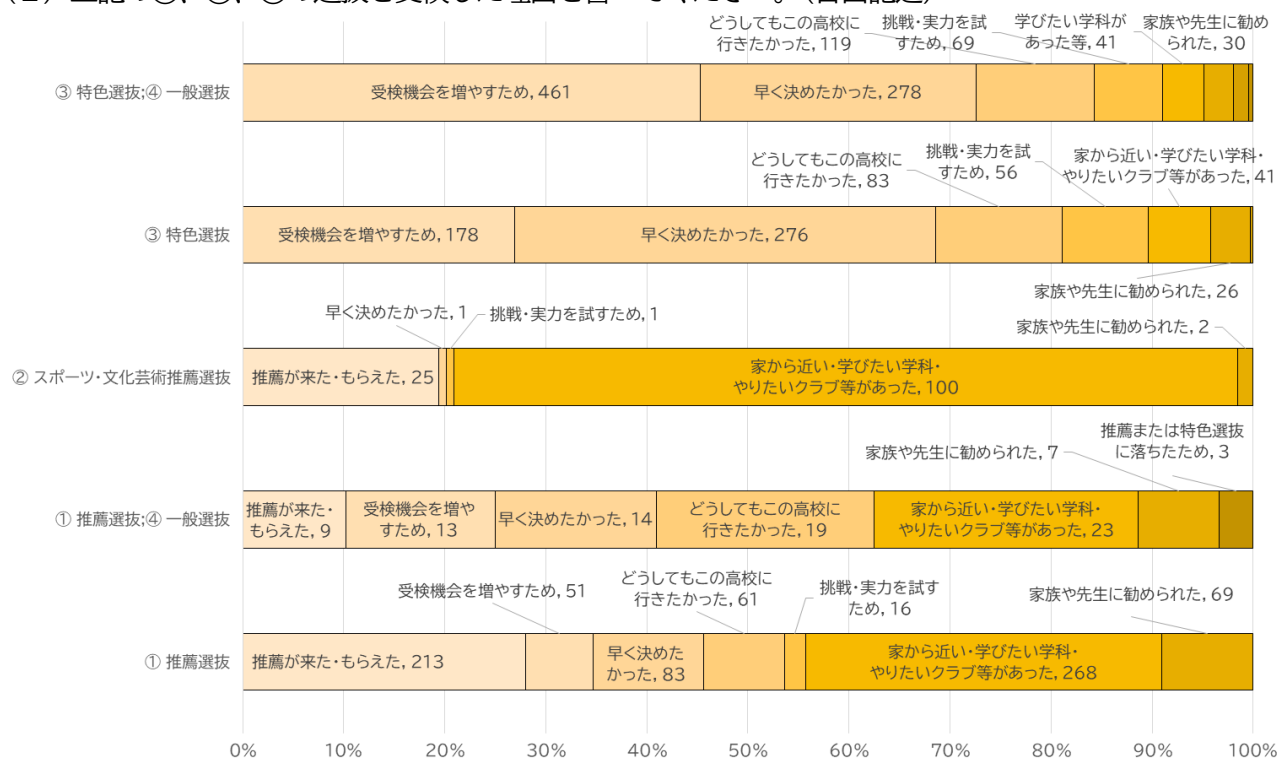 どうしてもこの高校に
行きたかった, 119
挑戦・実力を試
すため, 69
学びたい学科が
あった等, 41
家族や先生に勧め
られた, 30
③ 特色選抜;④ 一般選抜
受検機会を増やすため, 461
早く決めたかった, 278
どうしてもこの高校に
行きたかった, 83
挑戦・実力を試
すため, 56
家から近い・学びたい学科・
やりたいクラブ等があった, 41
③ 特色選抜
受検機会を増やすため, 178
早く決めたかった, 276
家族や先生に勧められた, 26
早く決めたかった, 1
挑戦・実力を試すため, 1
家族や先生に勧められた, 2
② スポーツ・文化芸術推薦選抜
推薦が来た・もらえた, 25
家から近い・学びたい学科・
やりたいクラブ等があった, 100
家族や先生に勧められた, 7
推薦または特色選抜
に落ちたため, 3
① 推薦選抜;④ 一般選抜
推薦が来た・
もらえた, 9
受検機会を増や
すため, 13
早く決めたかった, 14
どうしてもこの高校に
行きたかった, 19
家から近い・学びたい学科・
やりたいクラブ等があった, 23
受検機会を増やすため, 51
どうしてもこの高校に
行きたかった, 61
挑戦・実力を試す
ため, 16
家族や先生に勧められた, 69
① 推薦選抜
推薦が来た・もらえた, 213
早く決めた
かった, 83
家から近い・学びたい学科・
やりたいクラブ等があった, 268
0% 10% 20% 30% 40% 50% 60% 70% 80% 90% 100%